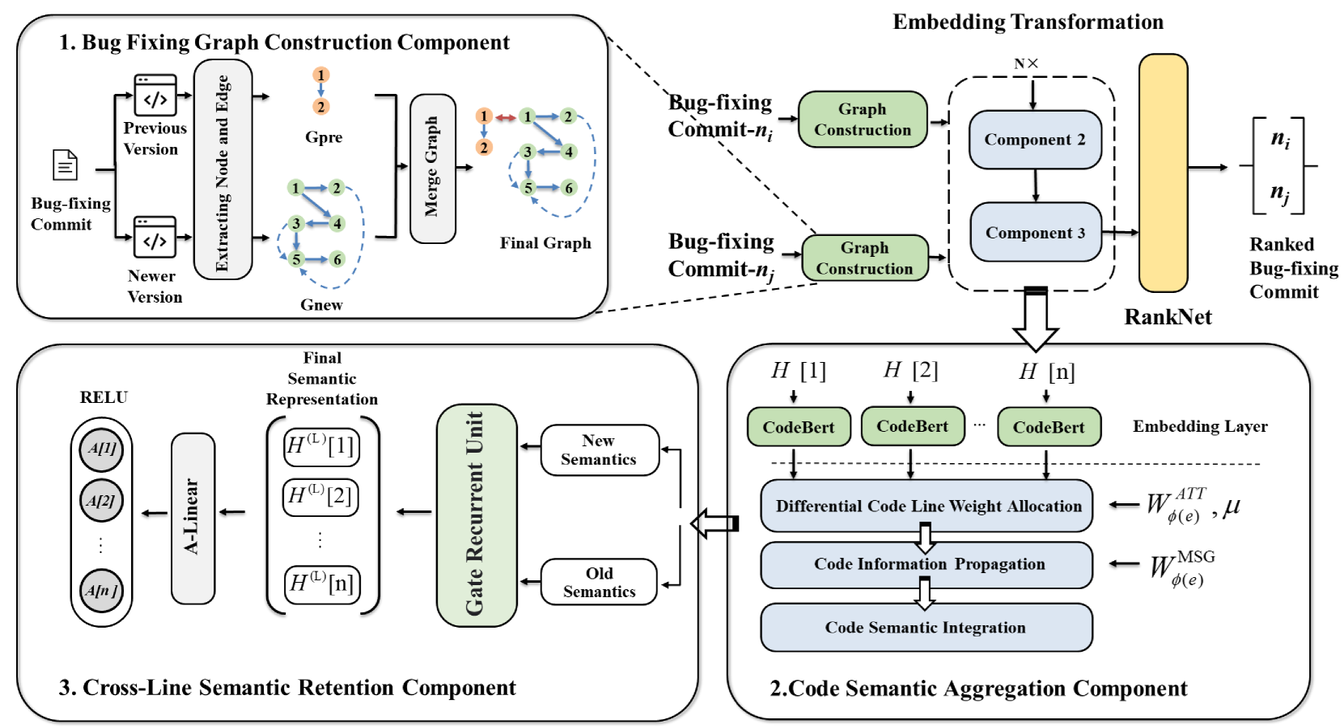 1. Bug Fixing Graph Construction Component
Previous
Version
Bug-fixing
Commit
Newer
Version
Extracting Node and Edge
1
2
Gpre
1 2
3 4
5 6
Gnew
Merge Graph
1 1 2
2 3 4
5 6
Final Graph
Embedding Transformation
Bug-fixing
Commit-n_i
Graph
Construction
Bug-fixing
Commit-n_j
Graph
Construction
N×
Component 2
Component 3
RankNet
n_i
n_j
Ranked
Bug-fixing
Commit
H [1] H [2] H [n]
CodeBert CodeBert ... CodeBert
Embedding Layer
Differential Code Line Weight Allocation
W_{ϕ(e)}^{ATT}, μ
Code Information Propagation
W_{ϕ(e)}^{MSG}
Code Semantic Integration
2.Code Semantic Aggregation Component
New
Semantics
Old
Semantics
Gate Recurrent Unit
Final
Semantic
Representation
H^{(L)}[1]
H^{(L)}[2]
⋮
H^{(L)}[n]
A-Linear
RELU
A[1]
A[2]
⋮
A[n]
3. Cross-Line Semantic Retention Component